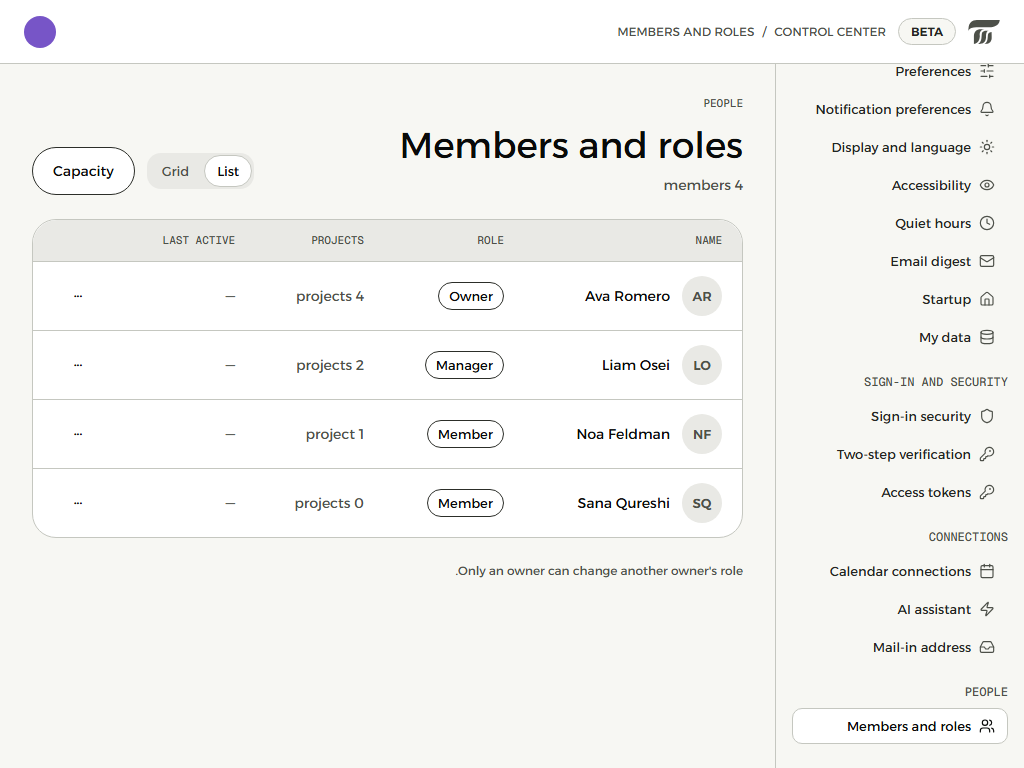 CONTROL CENTER / MEMBERS AND ROLES
BETA
Preferences
Notification preferences
Display and language
Accessibility
Quiet hours
Email digest
Startup
My data
SIGN-IN AND SECURITY
Sign-in security
Two-step verification
Access tokens
CONNECTIONS
Calendar connections
AI assistant
Mail-in address
PEOPLE
Members and roles
PEOPLE
Members and roles
members 4
List
Grid
Capacity
NAME ROLE PROJECTS LAST ACTIVE
AR Ava Romero Owner projects 4 — ...
LO Liam Osei Manager projects 2 — ...
NF Noa Feldman Member project 1 — ...
SQ Sana Qureshi Member projects 0 — ...
.Only an owner can change another owner's role